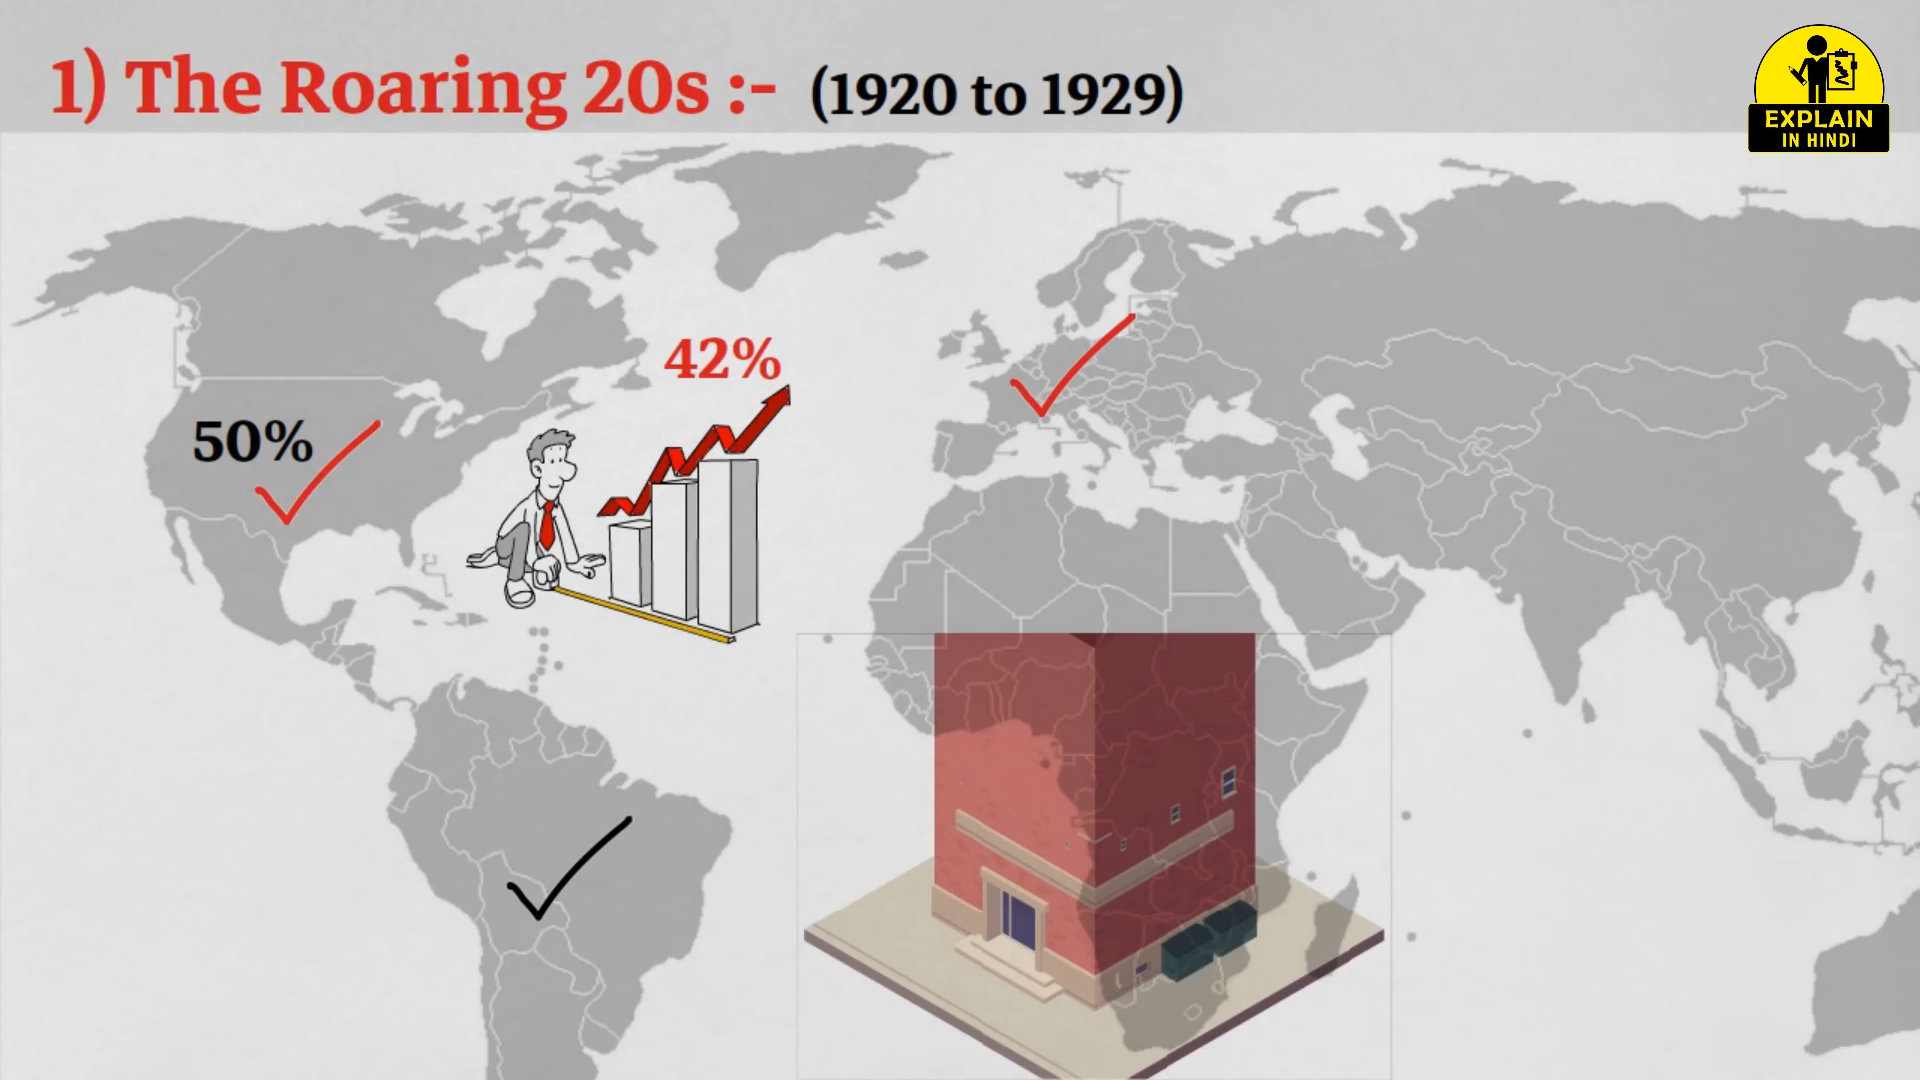 1) The Roaring 20s :- (1920 to 1929)
EXPLAIN
IN HINDI
42%
50%